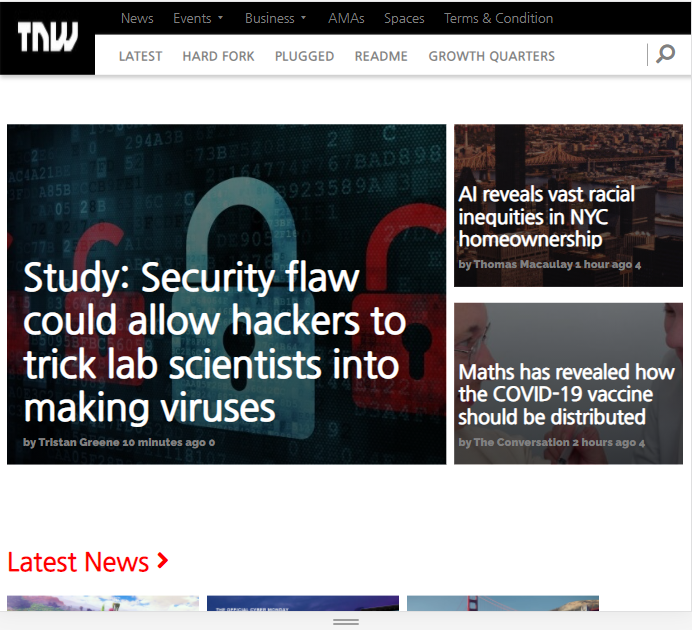 TNW
News Events Business AMAs Spaces Terms & Condition
LATEST HARD FORK PLUGGED README GROWTH QUARTERS
Study: Security flaw
could allow hackers to
trick lab scientists into
making viruses
by Tristan Greene 10 minutes ago 0
AI reveals vast racial
inequities in NYC
homeownership
by Thomas Macaulay 1 hour ago 4
Maths has revealed how
the COVID-19 vaccine
should be distributed
by The Conversation 2 hours ago 4
Latest News
THE OFFICIAL CYBER MONDAY